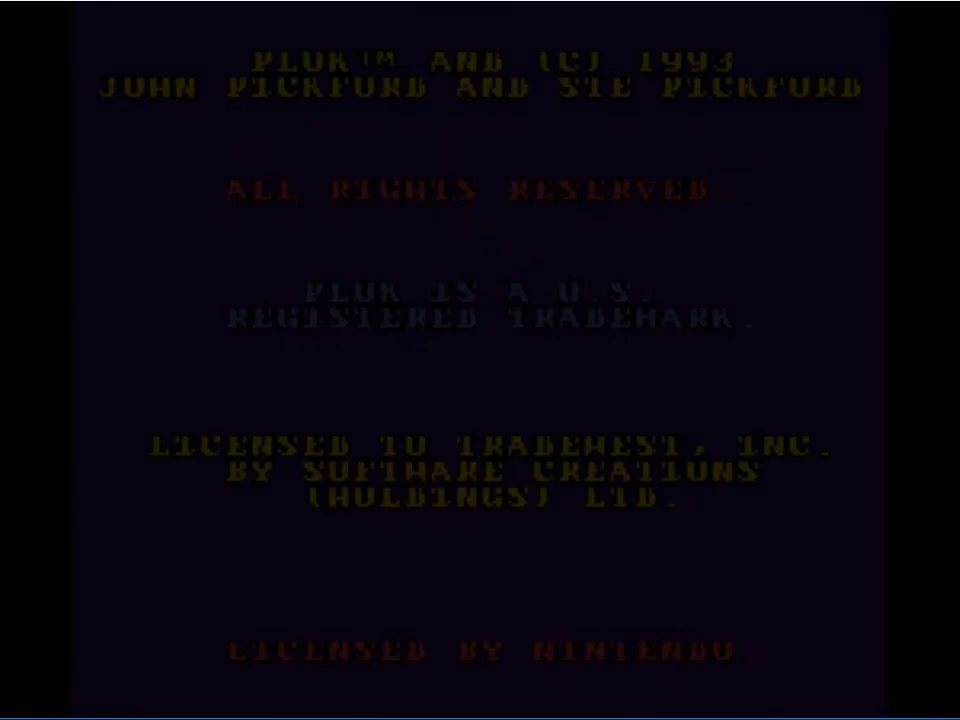 PLOK™ AND (C) 1993
JOHN PICKFORD AND STE PICKFORD
ALL RIGHTS RESERVED.
PLOK IS A U.S.
REGISTERED TRADEMARK.
LICENSED TO TRADEWEST, INC.
BY SOFTWARE CREATIONS
(HOLDINGS) LTD.
LICENSED BY NINTENDO